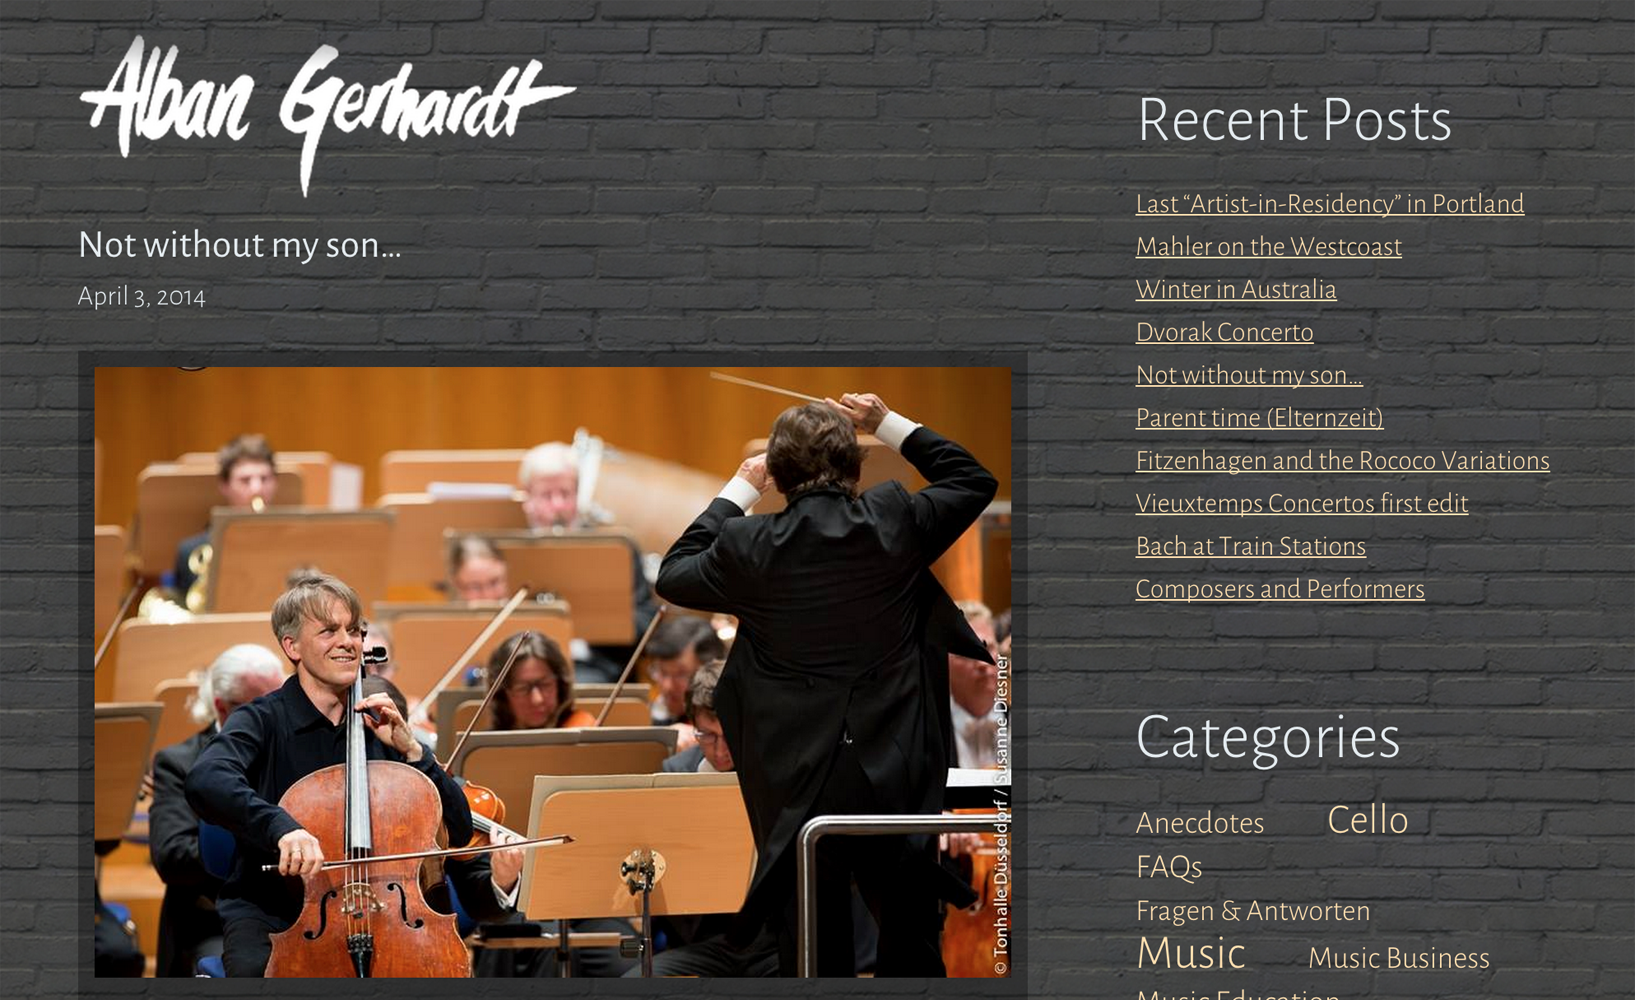 Alban Gerhardt
Not without my son...
April 3, 2014
© Tonhalle Düsseldorf / Susanne Diesner
Recent Posts
Last “Artist-in-Residency” in Portland
Mahler on the Westcoast
Winter in Australia
Dvorak Concerto
Not without my son...
Parent time (Elternzeit)
Fitzenhagen and the Rococo Variations
Vieuxtemps Concertos first edit
Bach at Train Stations
Composers and Performers
Categories
Anecdotes Cello
FAQs
Fragen & Antworten
Music Music Business
Music Education